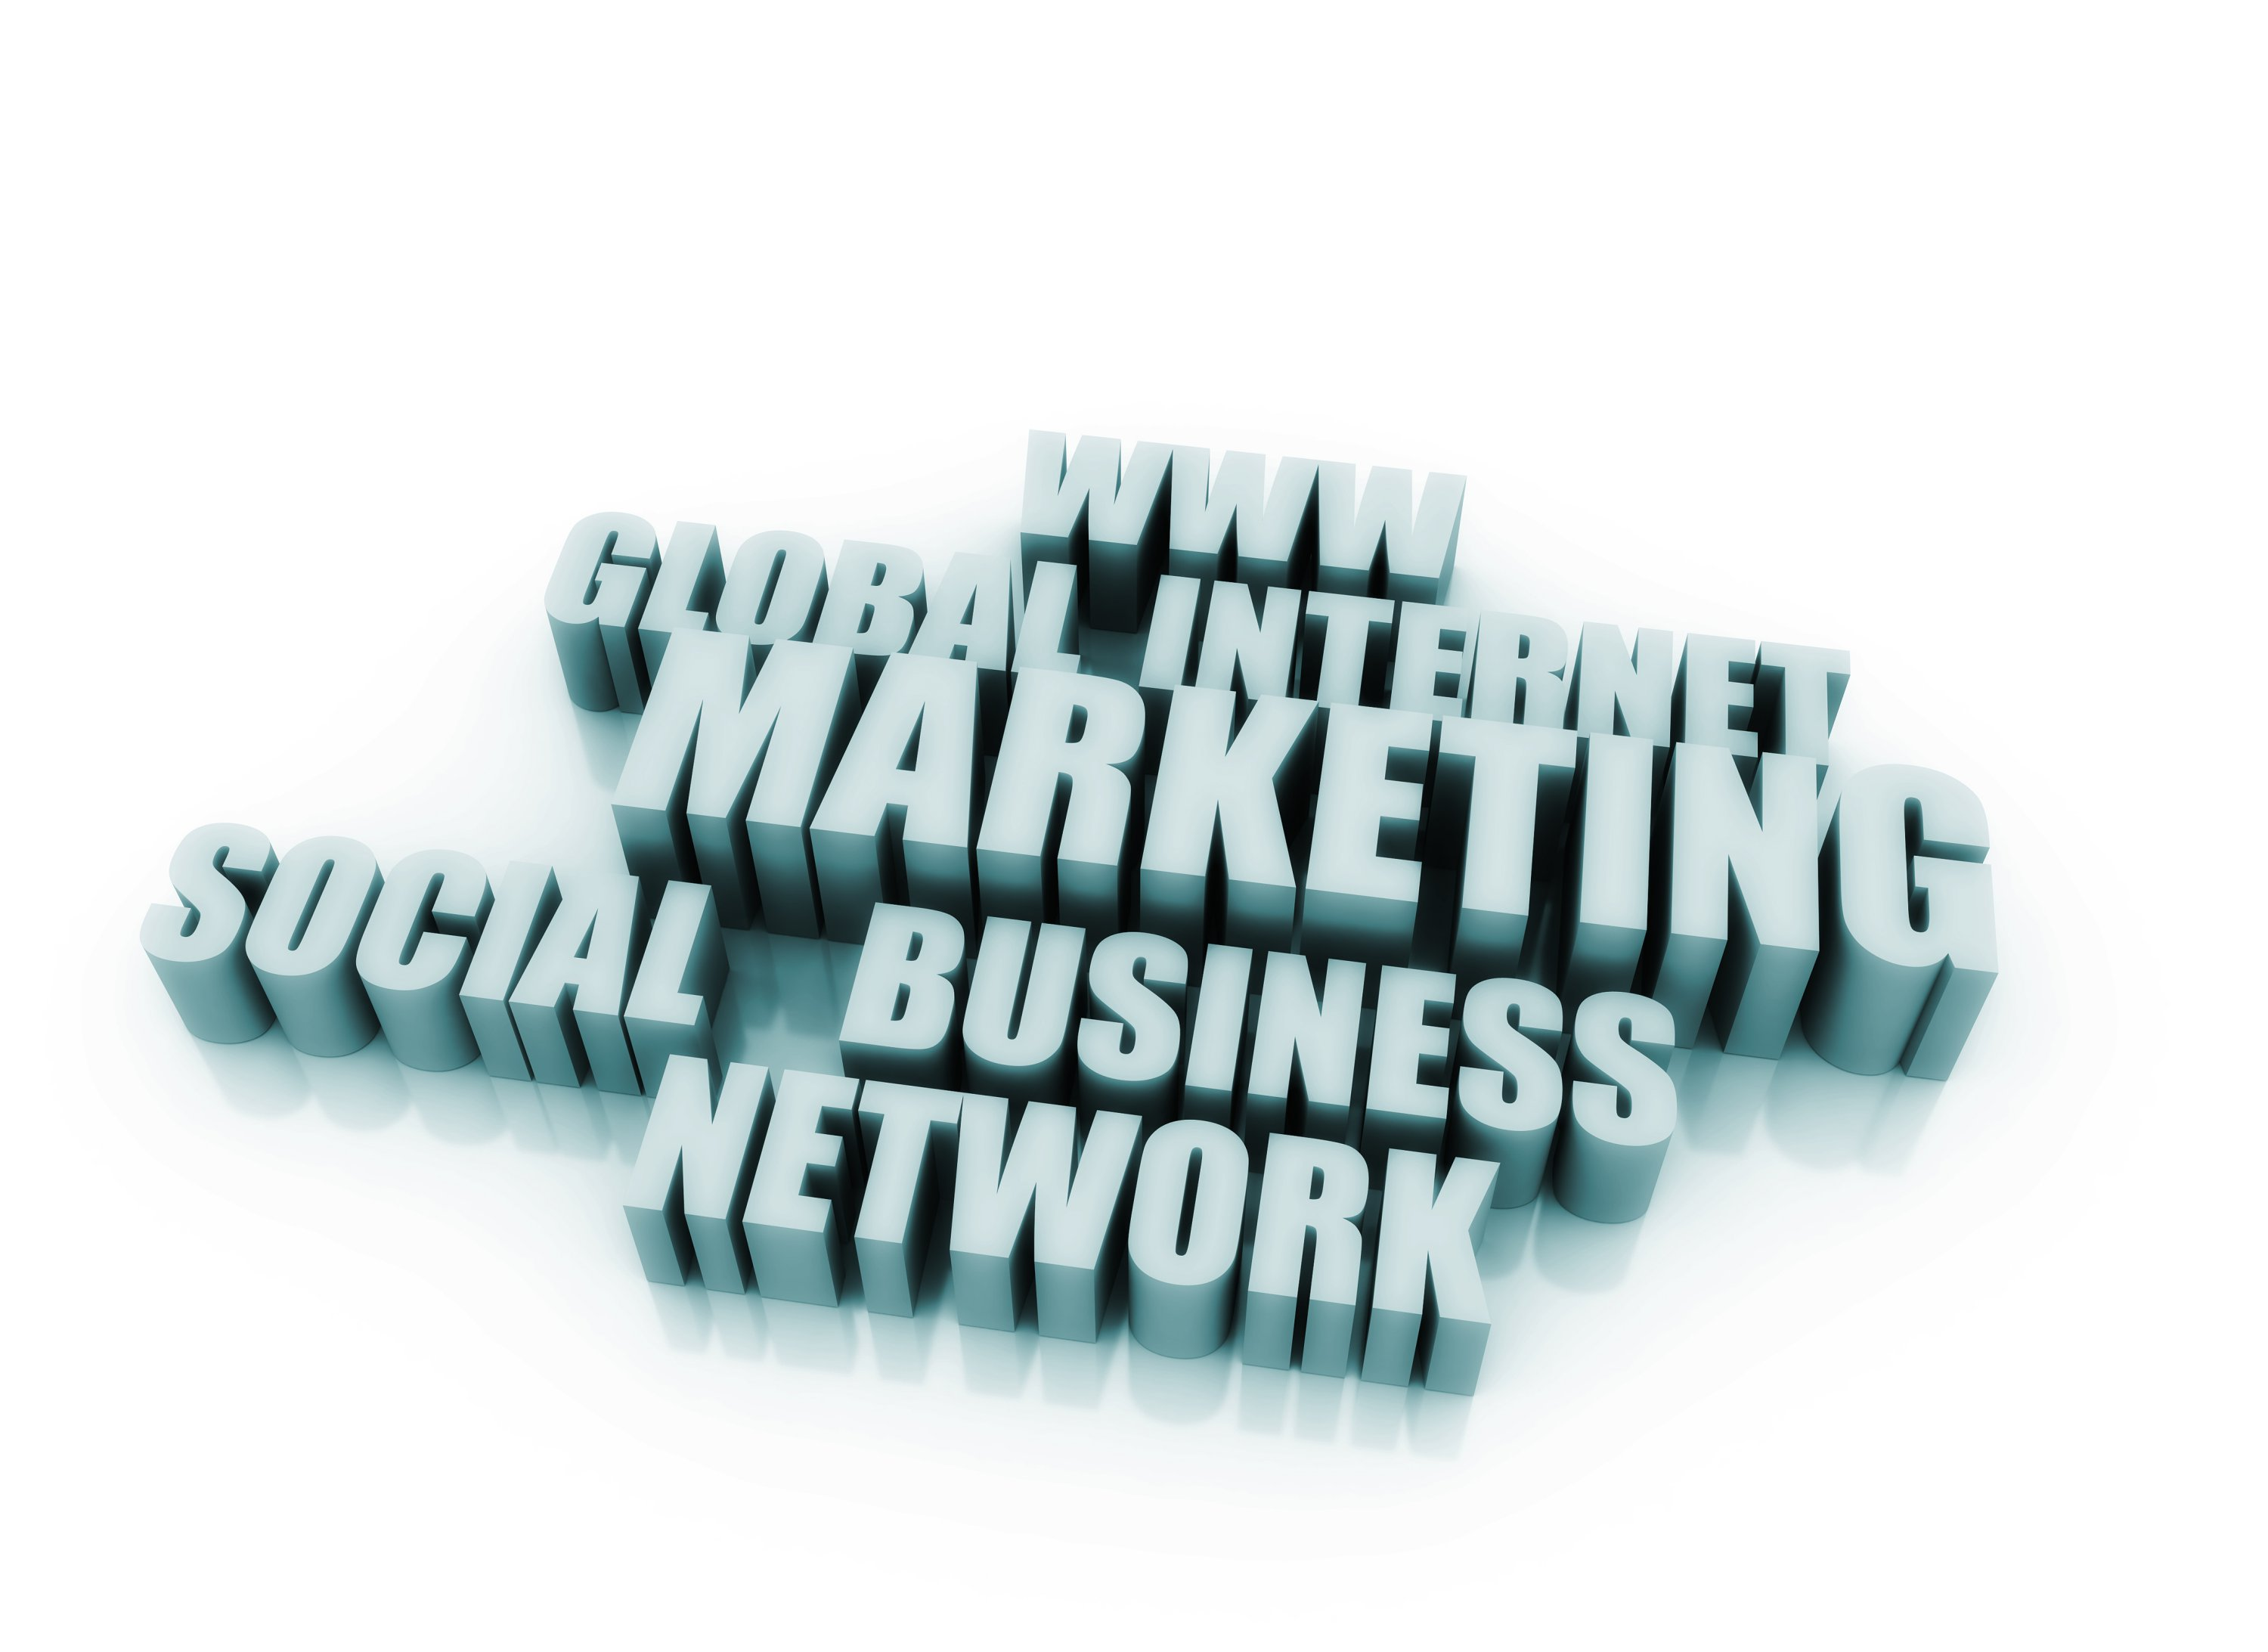 WWW
GLOBAL INTERNET
MARKETING
SOCIAL BUSINESS
NETWORK